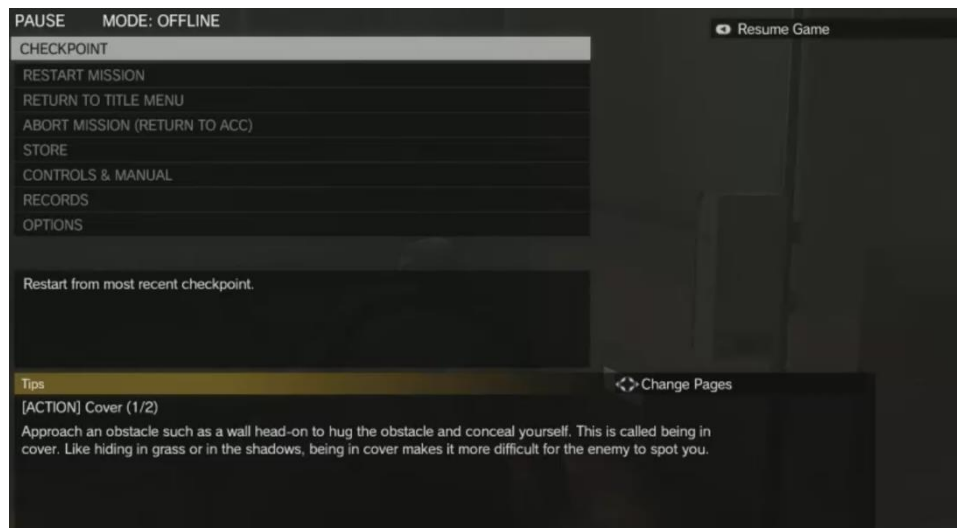 PAUSE MODE: OFFLINE
Resume Game
CHECKPOINT
RESTART MISSION
RETURN TO TITLE MENU
ABORT MISSION (RETURN TO ACC)
STORE
CONTROLS & MANUAL
RECORDS
OPTIONS
Restart from most recent checkpoint.
Tips
Change Pages
[ACTION] Cover (1/2)
Approach an obstacle such as a wall head-on to hug the obstacle and conceal yourself. This is called being in
cover. Like hiding in grass or in the shadows, being in cover makes it more difficult for the enemy to spot you.